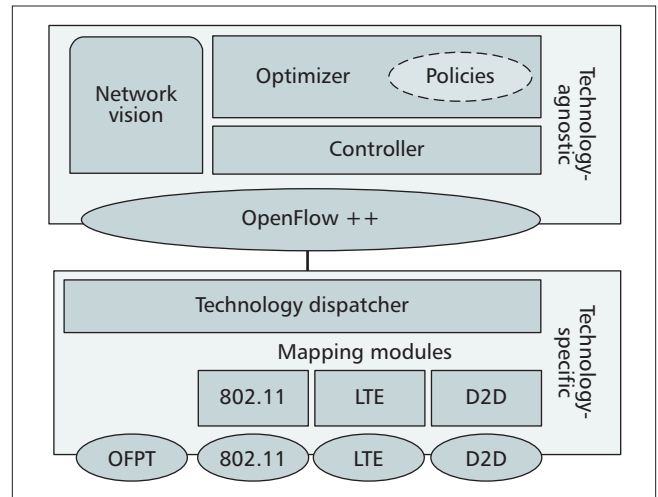 Network
vision
Optimizer
Policies
Controller
Technology-
agnostic
OpenFlow ++
Technology dispatcher
Mapping modules
802.11
LTE
D2D
Technology-
specific
OFPT
802.11
LTE
D2D